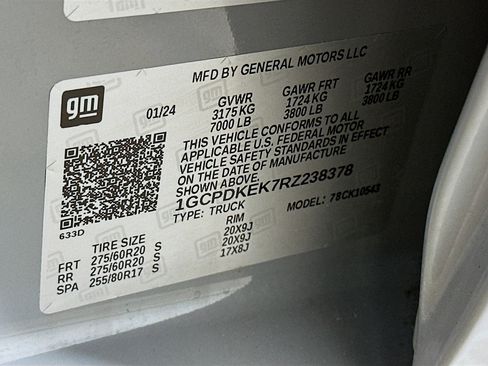 MFD BY GENERAL MOTORS LLC
gm
01/24 GVWR GAWR FRT GAWR RR
3175 KG 1724 KG 1724 KG
7000 LB 3800 LB 3800 LB
THIS VEHICLE CONFORMS TO ALL
APPLICABLE U.S. FEDERAL MOTOR
VEHICLE SAFETY STANDARDS IN EFFECT
ON THE DATE OF MANUFACTURE
SHOWN ABOVE.
1GCPDKEK7RZ238378
TYPE: TRUCK MODEL: 78CK10543
633D
TIRE SIZE RIM
FRT 275/60R20 S 20X9J
RR 275/60R20 S 20X9J
SPA 255/80R17 S 17X8J